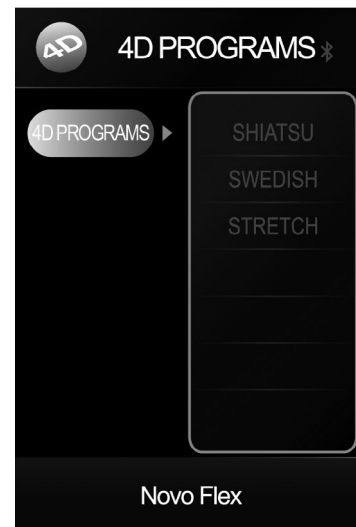 4D
4D PROGRAMS
4D PROGRAMS
SHIATSU
SWEDISH
STRETCH
Novo Flex